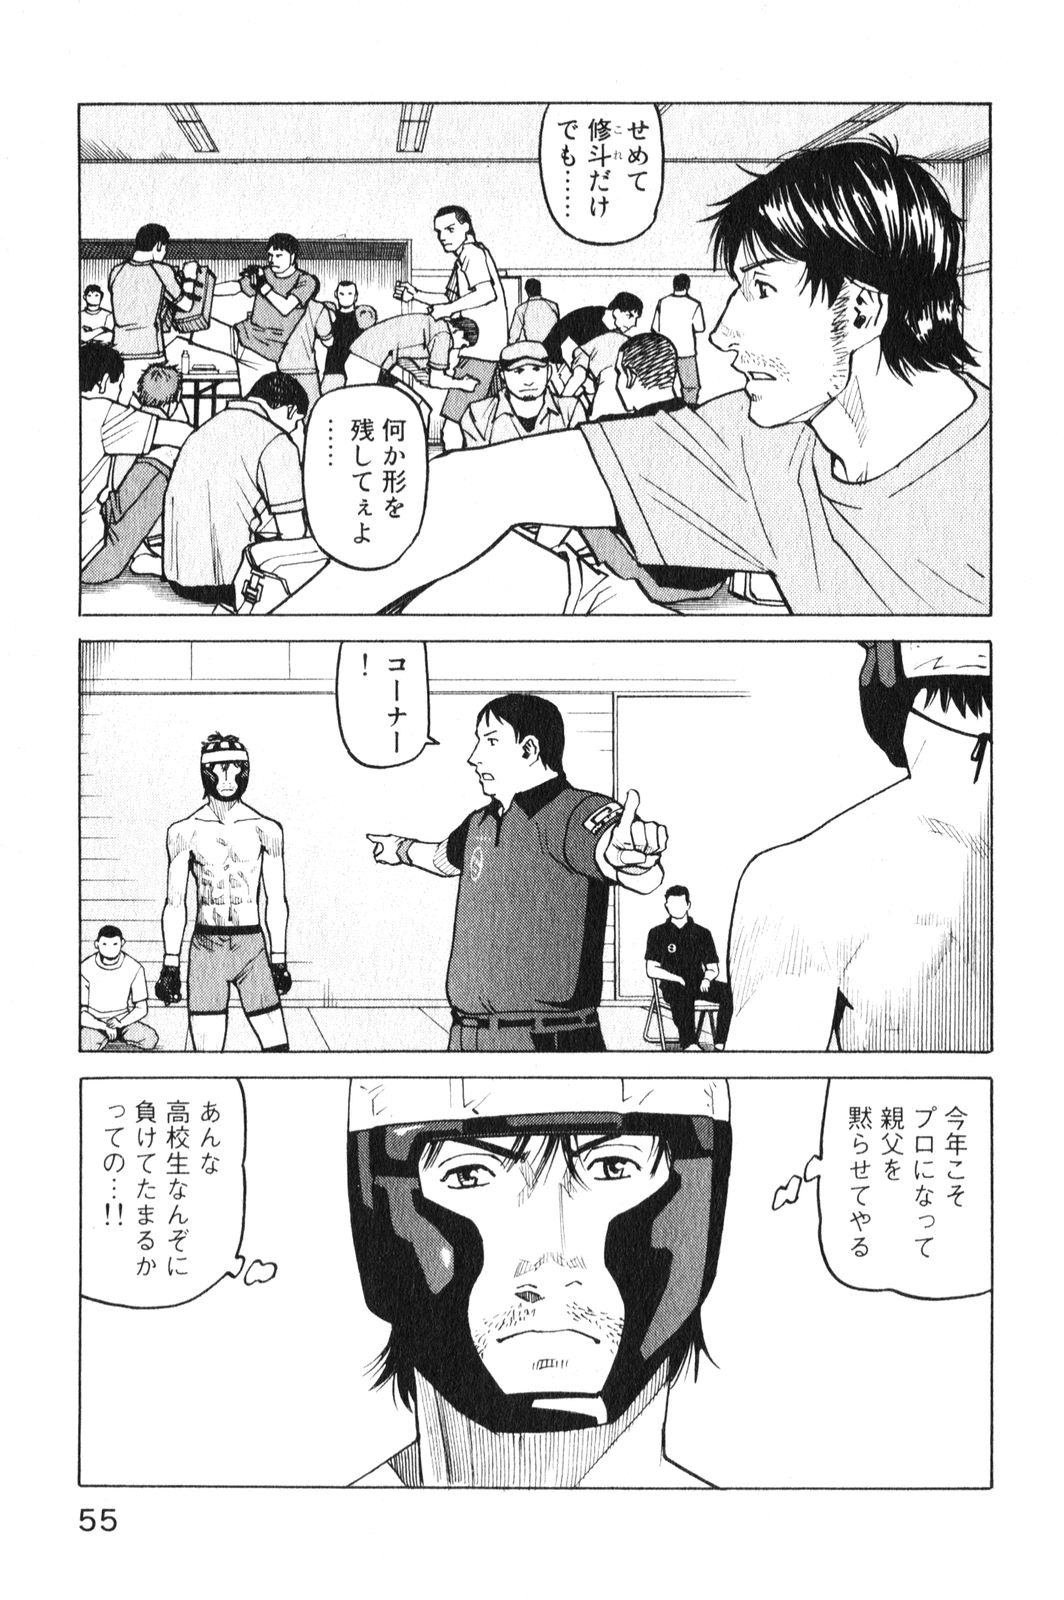 せめて
修斗だけ
これ
でも……
何か形を
残してぇよ
……
コーナー
!
今年こそ
プロになって
親父を
黙らせてやる
あんな
高校生なんぞに
負けてたまるか
っての…!!
55